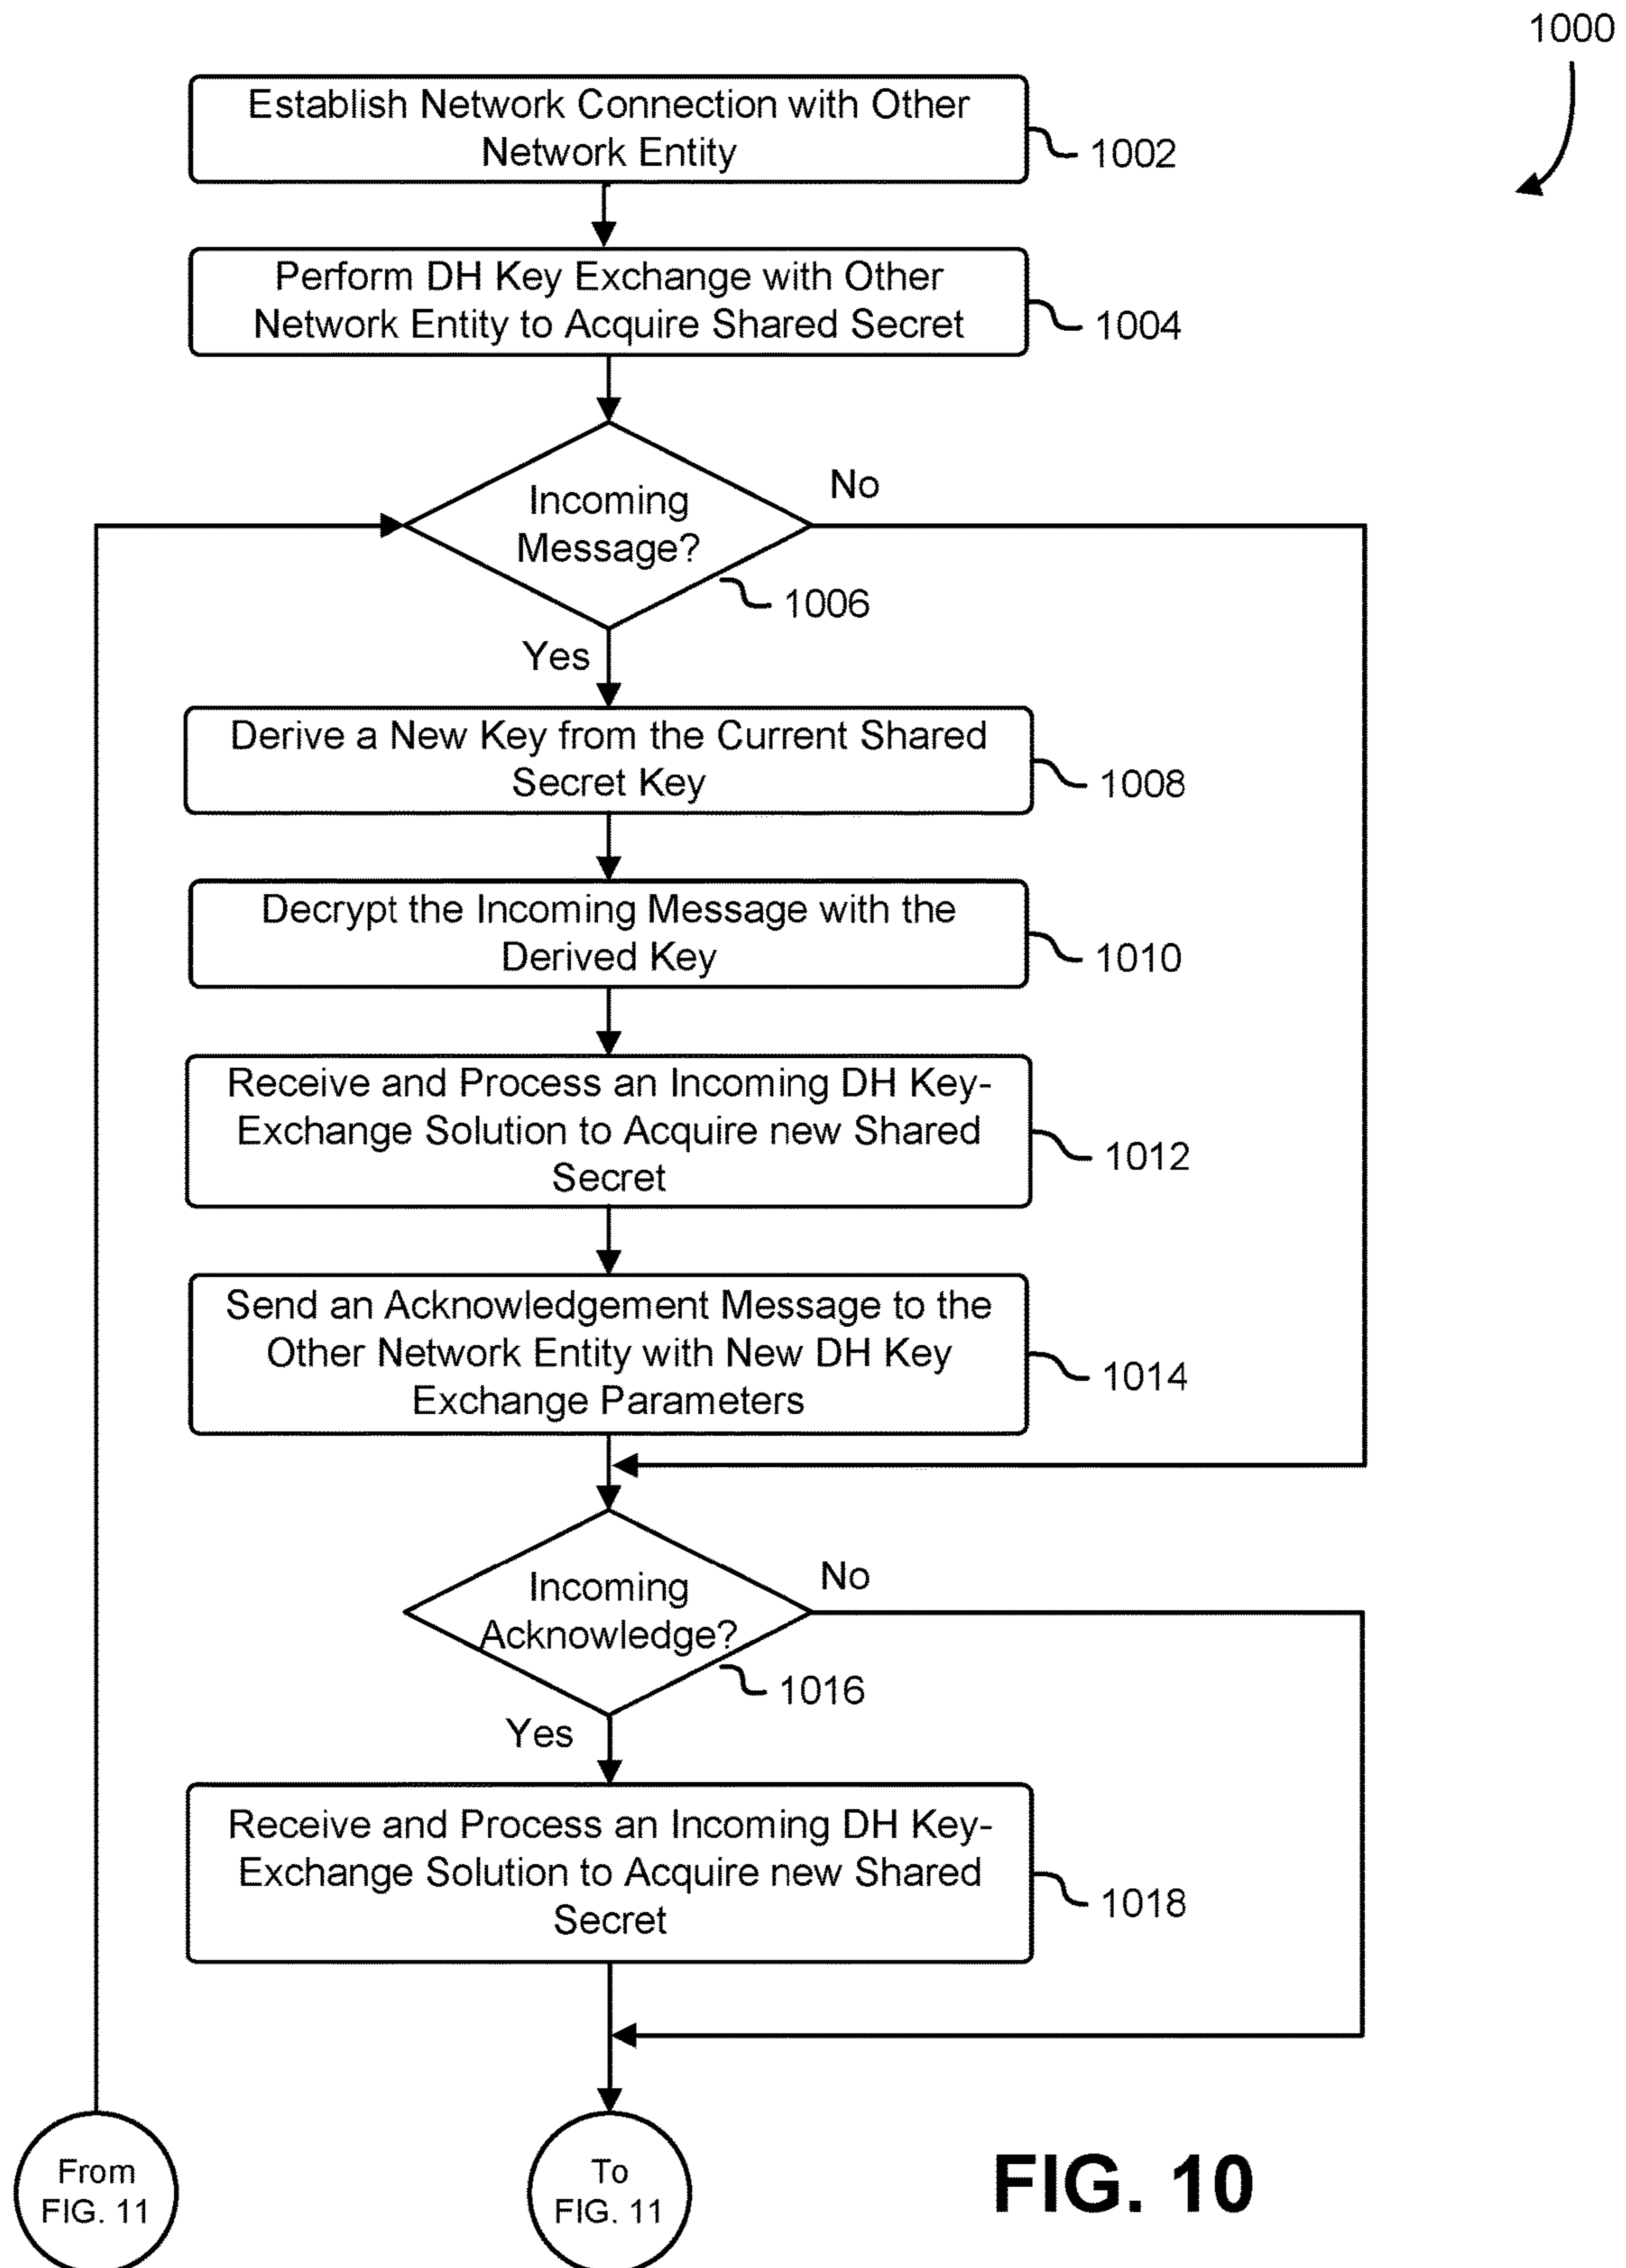 1000
Establish Network Connection with Other
Network Entity
1002
Perform DH Key Exchange with Other
Network Entity to Acquire Shared Secret
1004
Incoming
Message?
No
1006
Yes
Derive a New Key from the Current Shared
Secret Key
1008
Decrypt the Incoming Message with the
Derived Key
1010
Receive and Process an Incoming DH Key-
Exchange Solution to Acquire new Shared
Secret
1012
Send an Acknowledgement Message to the
Other Network Entity with New DH Key
Exchange Parameters
1014
Incoming
Acknowledge?
No
1016
Yes
Receive and Process an Incoming DH Key-
Exchange Solution to Acquire new Shared
Secret
1018
From
FIG. 11
To
FIG. 11
FIG. 10